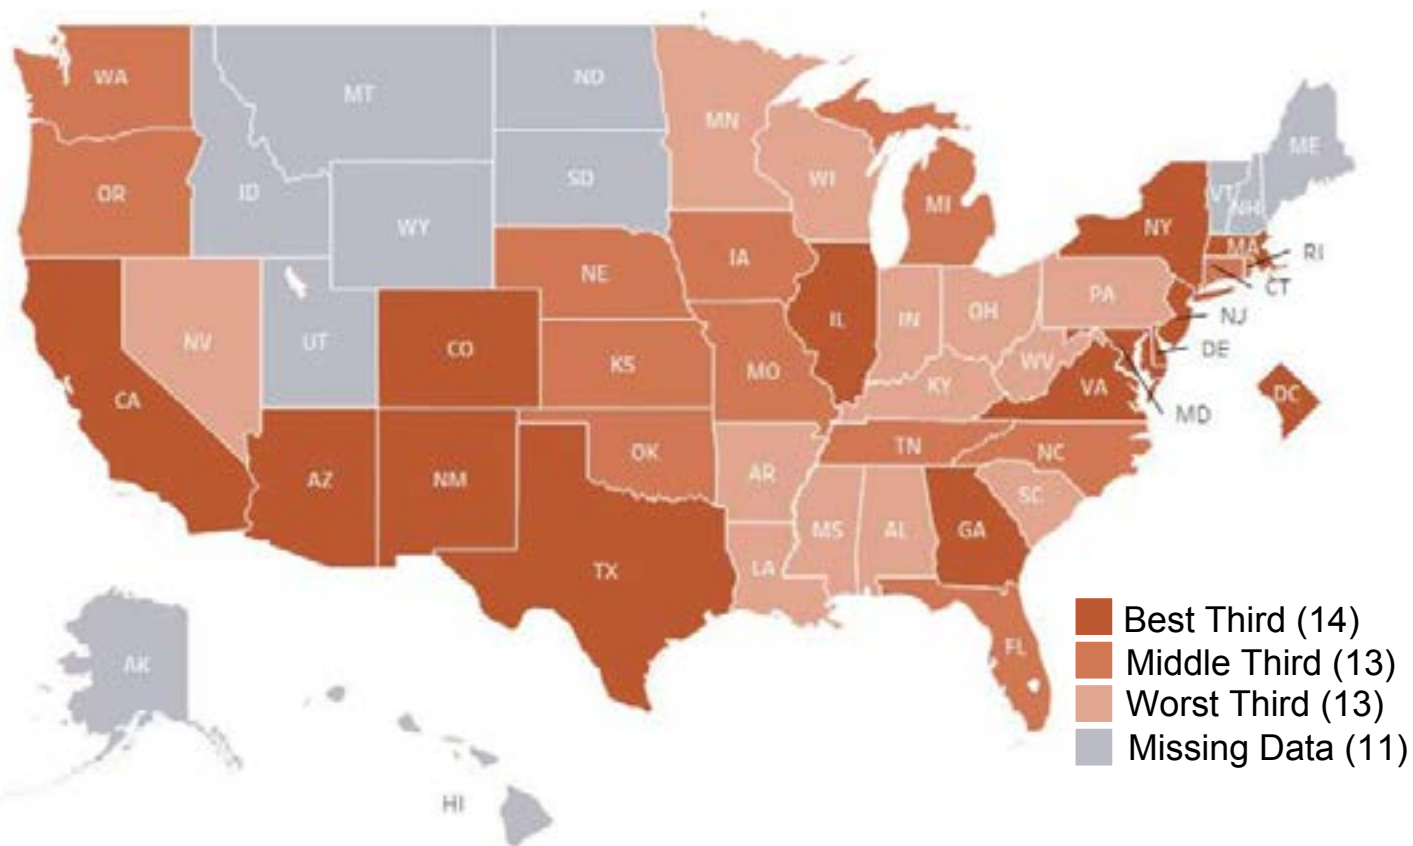 WA
MT
ND
MN
ME
OR
ID
SD
WI
VT
NH
WY
MI
NY
MA
RI
NE
IA
CT
PA
NJ
NV
UT
CO
IL
IN
OH
DE
KS
MO
WV
VA
CA
KY
DC
MD
AZ
NM
OK
TN
NC
AR
SC
MS
AL
GA
TX
LA
FL
AK
HI
Best Third (14)
Middle Third (13)
Worst Third (13)
Missing Data (11)